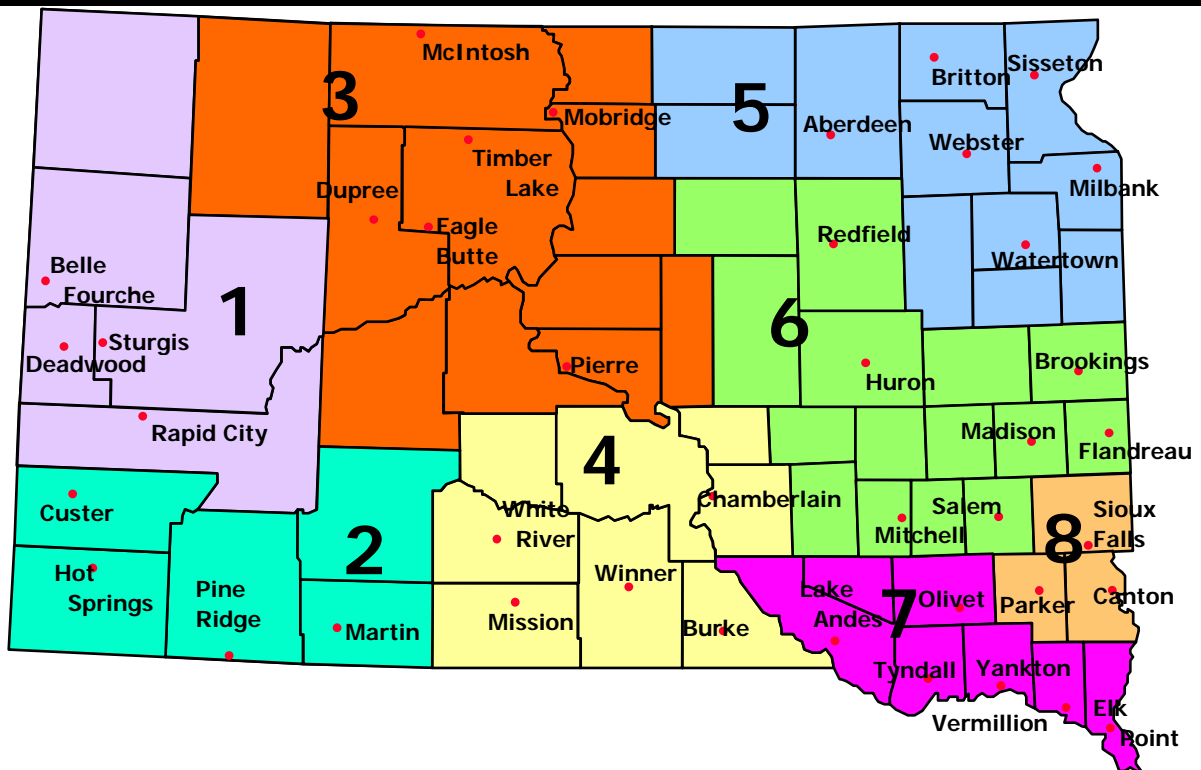 McIntosh
Sisseton
Britton
3
5
Mobridge
Aberdeen
Webster
Timber
Lake
Dupree
Milbank
Eagle
Butte
Redfield
Watertown
Belle
Fourche
1
6
Sturgis
Deadwood
Pierre
Huron
Brookings
Rapid City
Madison
Flandreau
4
Custer
White
River
Chamberlain
Salem
Mitchell
Sioux
Falls
8
2
Hot
Springs
Pine
Ridge
Winner
Lake
Andes
7
Olivet
Parker
Canton
Martin
Mission
Burke
Tyndall
Yankton
Vermillion
Elk
Point